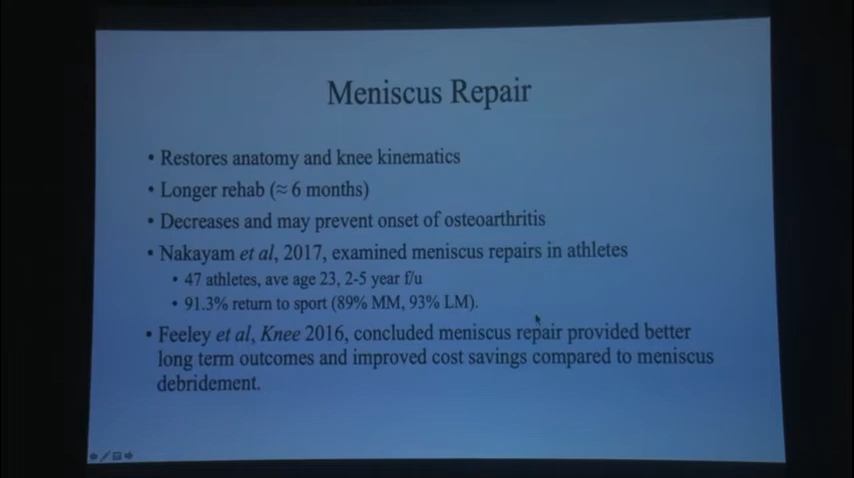 Meniscus Repair
• Restores anatomy and knee kinematics
• Longer rehab (≈ 6 months)
• Decreases and may prevent onset of osteoarthritis
• Nakayam et al, 2017, examined meniscus repairs in athletes
• 47 athletes, ave age 23, 2-5 year f/u
• 91.3% return to sport (89% MM, 93% LM).
• Feeley et al, Knee 2016, concluded meniscus repair provided better
long term outcomes and improved cost savings compared to meniscus
debridement.